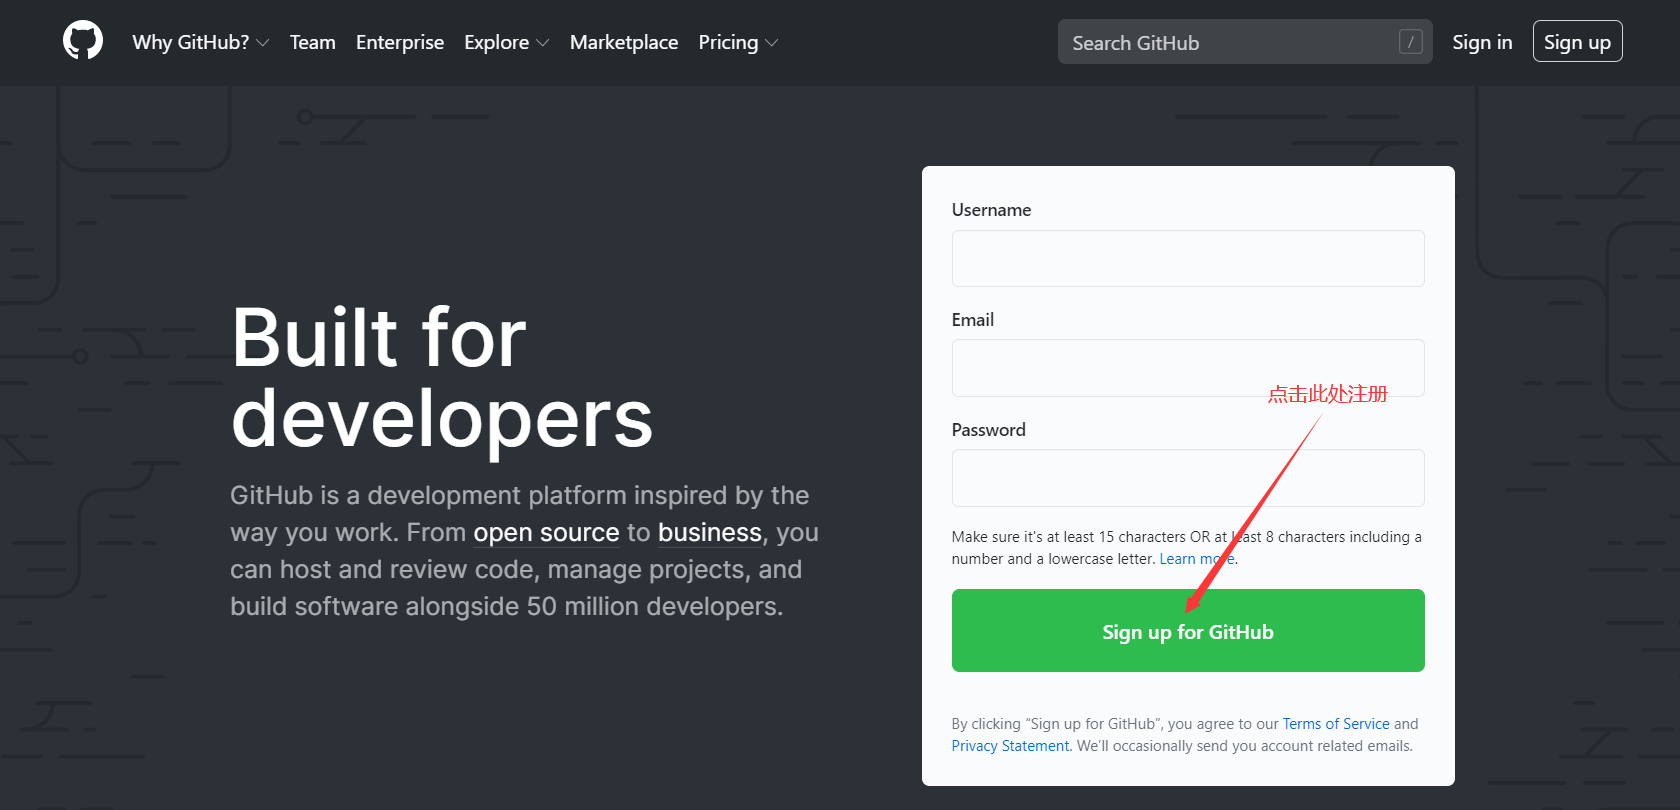 Why GitHub? Team Enterprise Explore Marketplace Pricing Search GitHub / Sign in Sign up
Built for
developers
GitHub is a development platform inspired by the
way you work. From open source to business, you
can host and review code, manage projects, and
build software alongside 50 million developers.
Username
Email
点击此处注册
Password
Make sure it's at least 15 characters OR at least 8 characters including a
number and a lowercase letter. Learn more.
Sign up for GitHub
By clicking “Sign up for GitHub”, you agree to our Terms of Service and
Privacy Statement. We’ll occasionally send you account related emails.